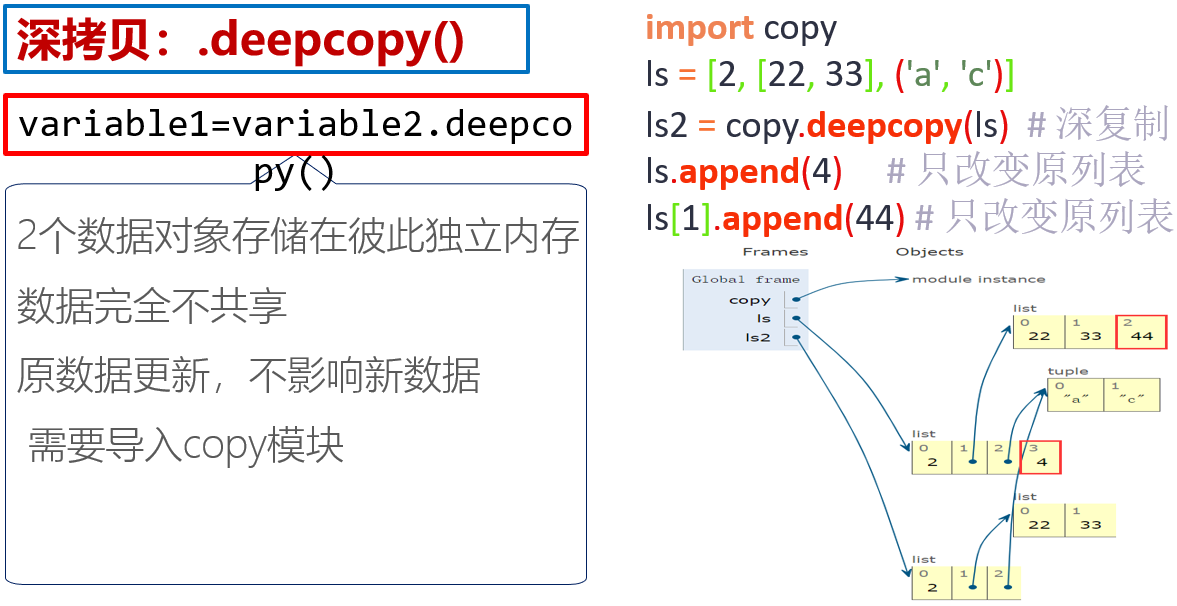 深拷贝：.deepcopy()
variable1=variable2.deepco
py()
2个数据对象存储在彼此独立内存
数据完全不共享
原数据更新，不影响新数据
需要导入copy模块
import copy
ls = [2, [22, 33], ('a', 'c')]
ls2 = copy.deepcopy(ls) # 深复制
ls.append(4) # 只改变原列表
ls[1].append(44) # 只改变原列表
Frames Objects
Global frame
copy
module instance
ls
ls2
list
0 1 2
22 33 44
tuple
0 1
"a" "c"
list
0 1 2 3
2 4
list
0 1
22 33
list
0 1 2
2